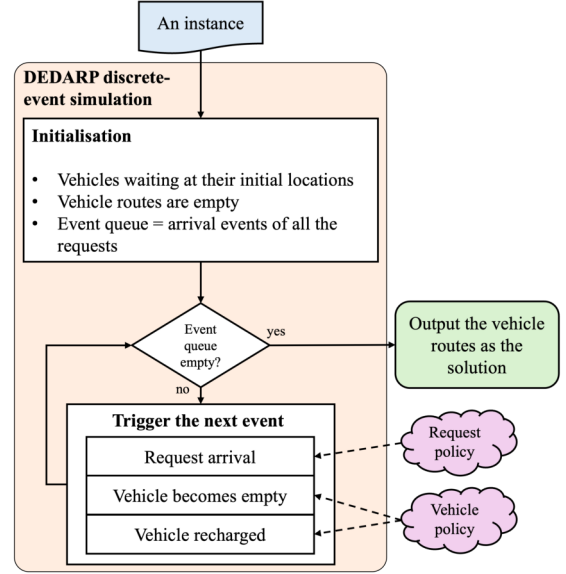 An instance
DEDARP discrete-
event simulation
Initialisation
• Vehicles waiting at their initial locations
• Vehicle routes are empty
• Event queue = arrival events of all the
requests
Event
queue
empty?
yes
no
Output the vehicle
routes as the
solution
Trigger the next event
Request arrival
Vehicle becomes empty
Vehicle recharged
Request
policy
Vehicle
policy